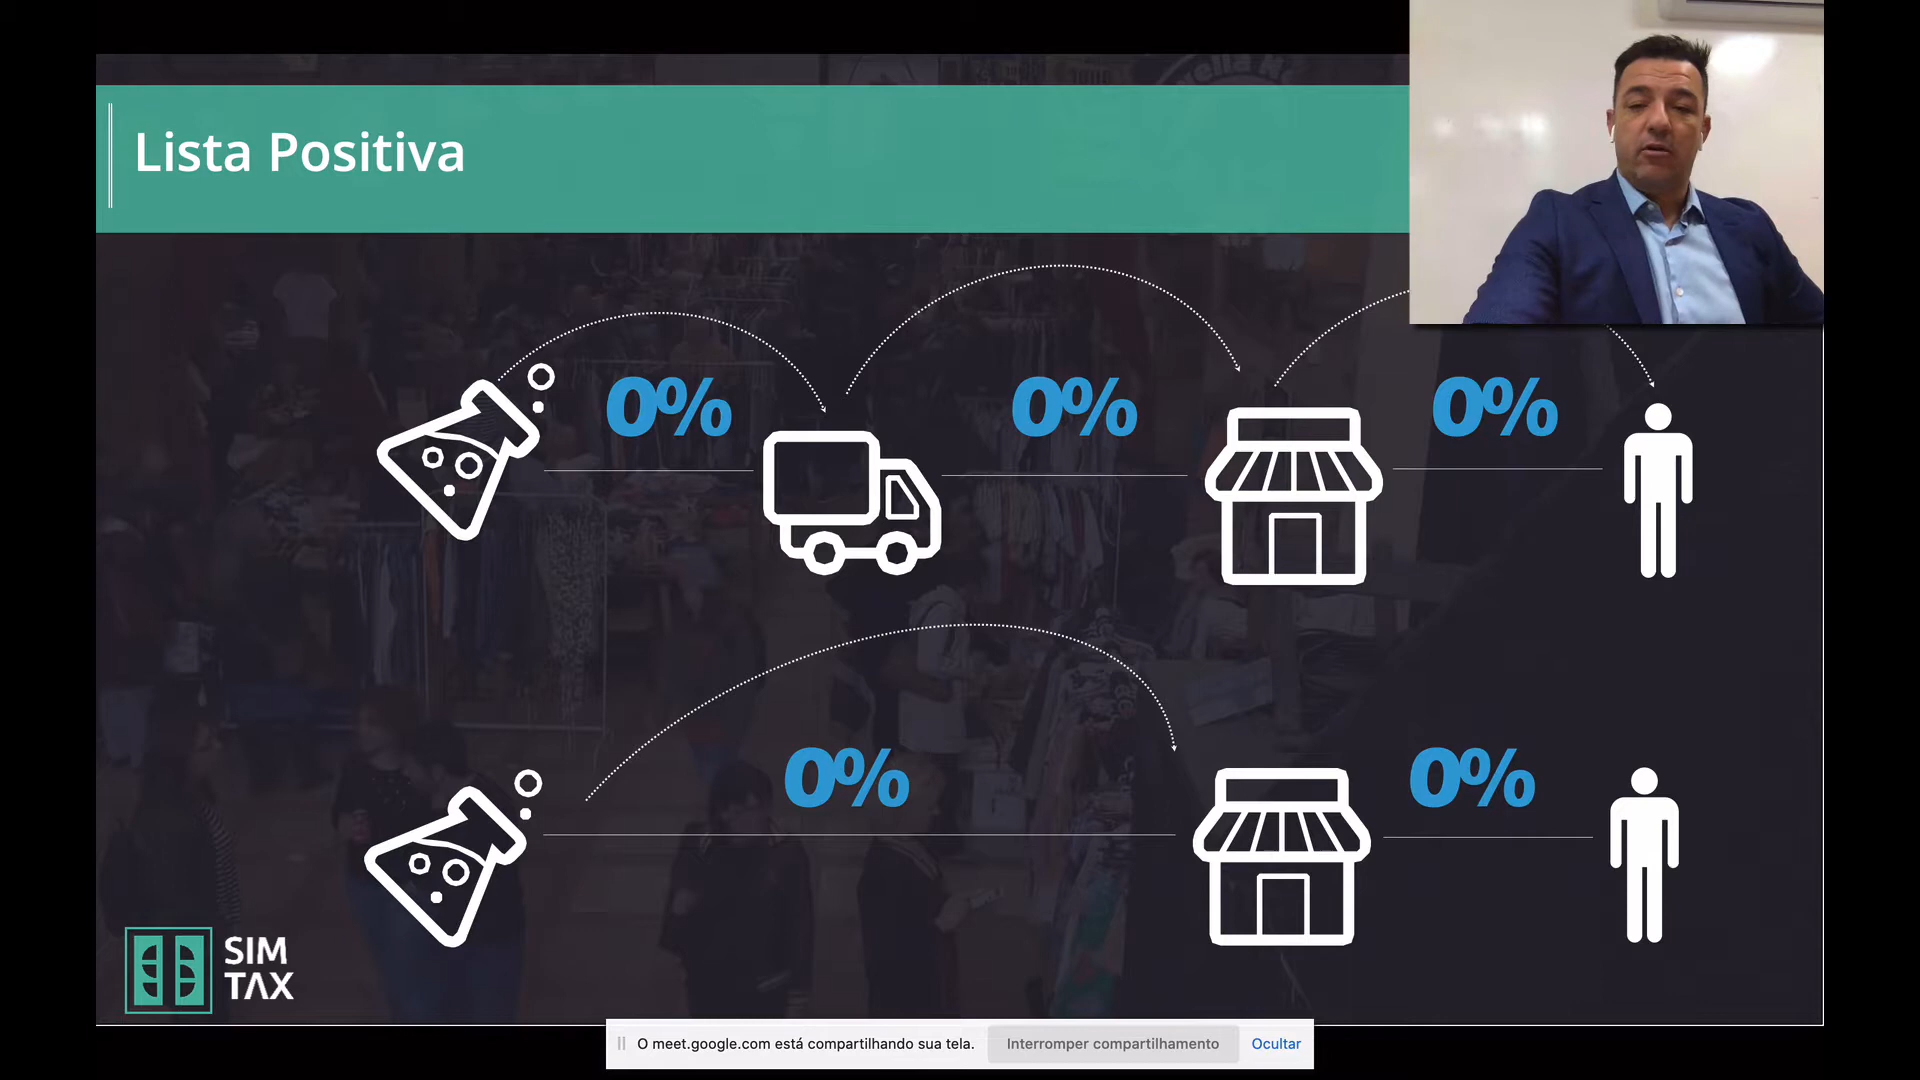 Lista Positiva
0%
0%
0%
0%
0%
SIM
TAX
O meet.google.com está compartilhando sua tela.
Interromper compartilhamento
Ocultar